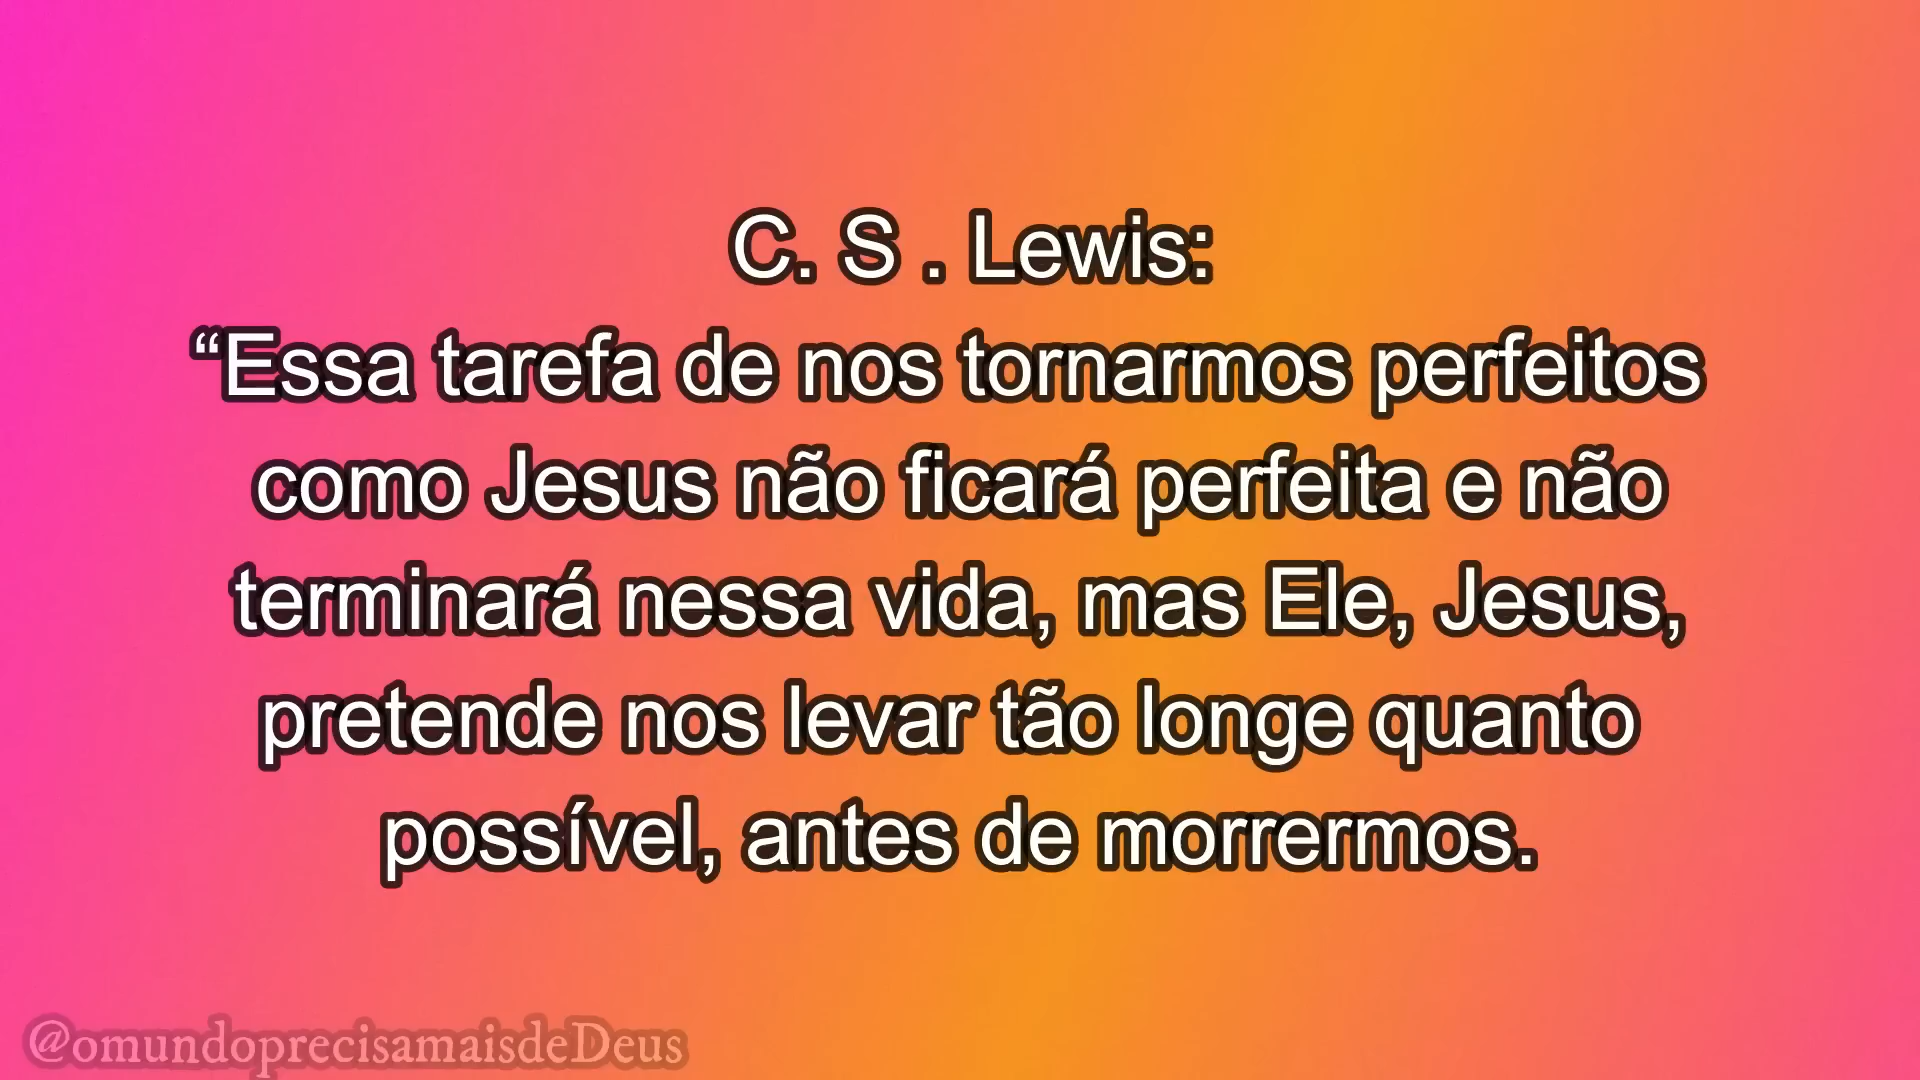 C. S . Lewis:
“Essa tarefa de nos tornarmos perfeitos
como Jesus não ficará perfeita e não
terminará nessa vida, mas Ele, Jesus,
pretende nos levar tão longe quanto
possível, antes de morrermos.
@omundoprecisamaisdeDeus